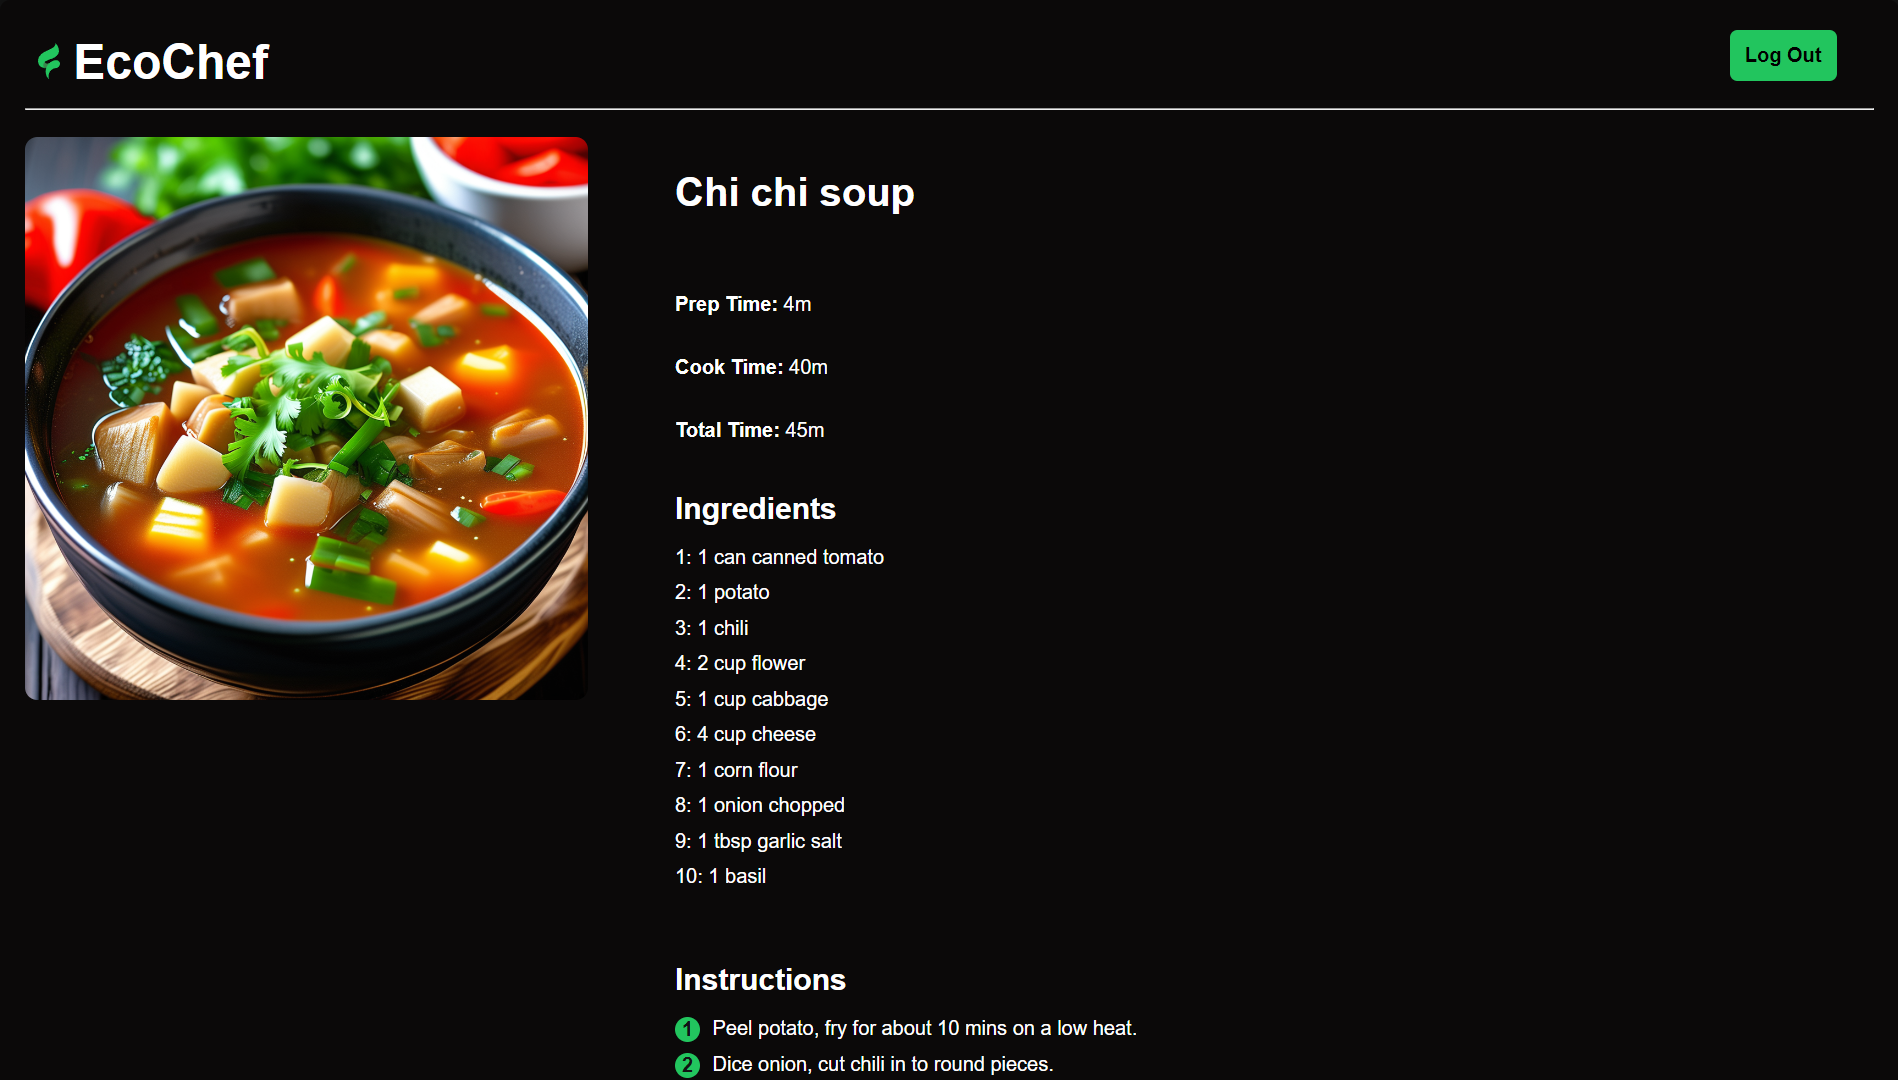 EcoChef
Log Out
Chi chi soup
Prep Time: 4m
Cook Time: 40m
Total Time: 45m
Ingredients
1: 1 can canned tomato
2: 1 potato
3: 1 chili
4: 2 cup flower
5: 1 cup cabbage
6: 4 cup cheese
7: 1 corn flour
8: 1 onion chopped
9: 1 tbsp garlic salt
10: 1 basil
Instructions
1 Peel potato, fry for about 10 mins on a low heat.
2 Dice onion, cut chili in to round pieces.